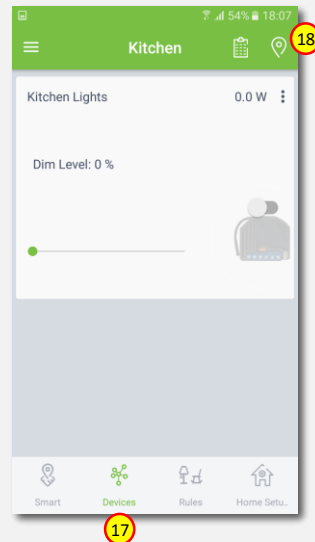 54% 18:07
Kitchen
18
Kitchen Lights 0.0 W
Dim Level: 0 %
Smart Devices Rules Home Setu..
17